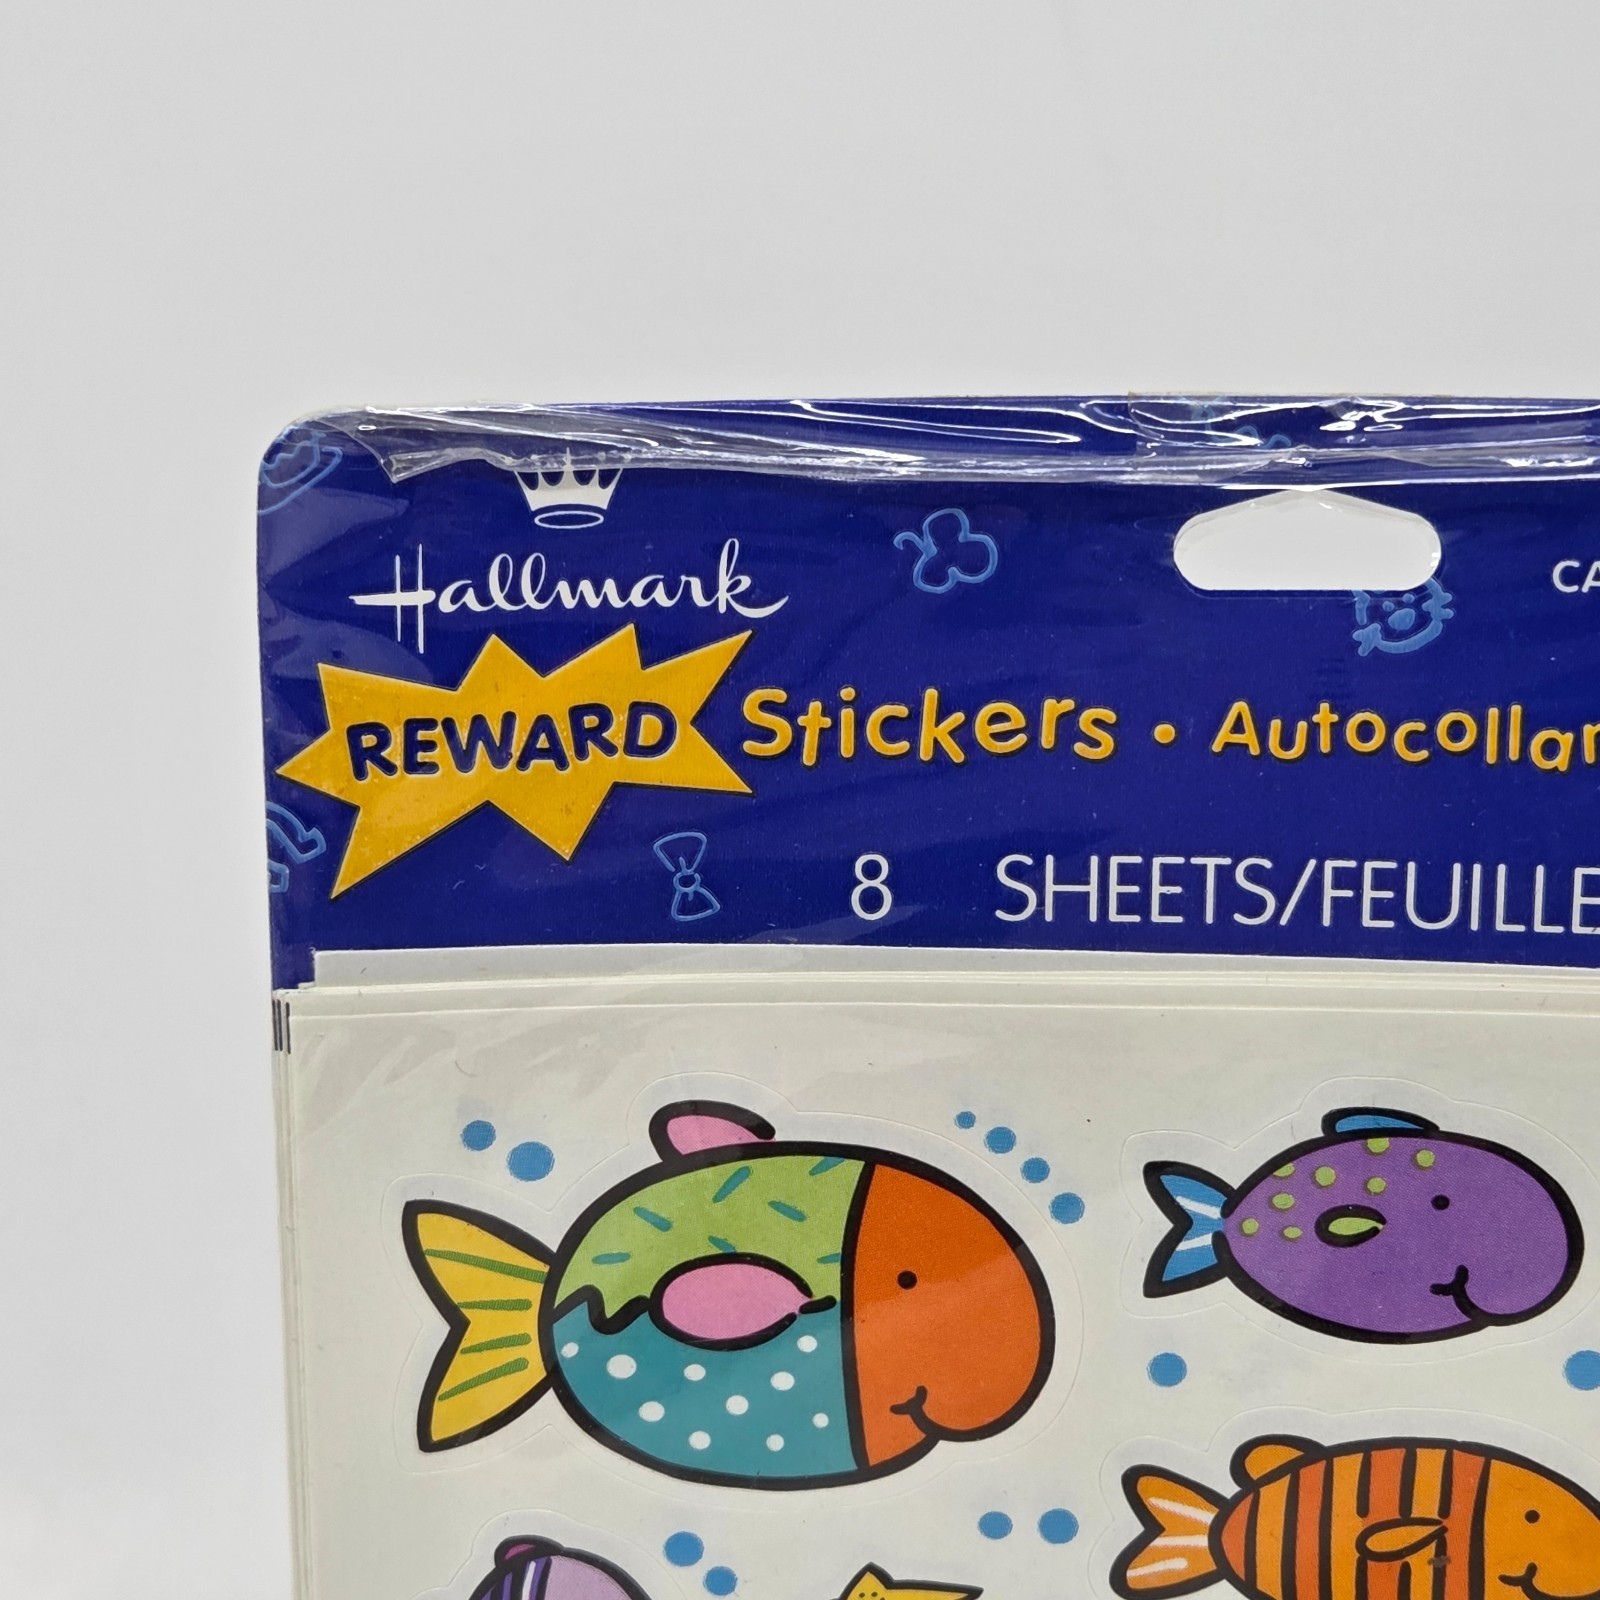 Hallmark
CA
REWARD Stickers • Autocollan
8 SHEETS/FEUILLE